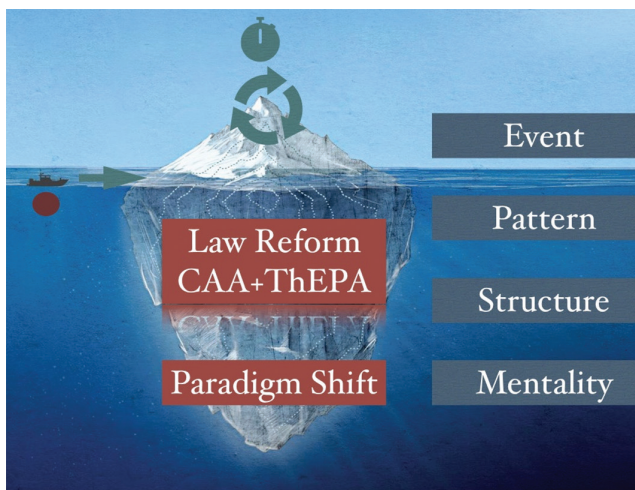 Event
Pattern
Law Reform
CAA+ThEPA
Structure
Paradigm Shift
Mentality